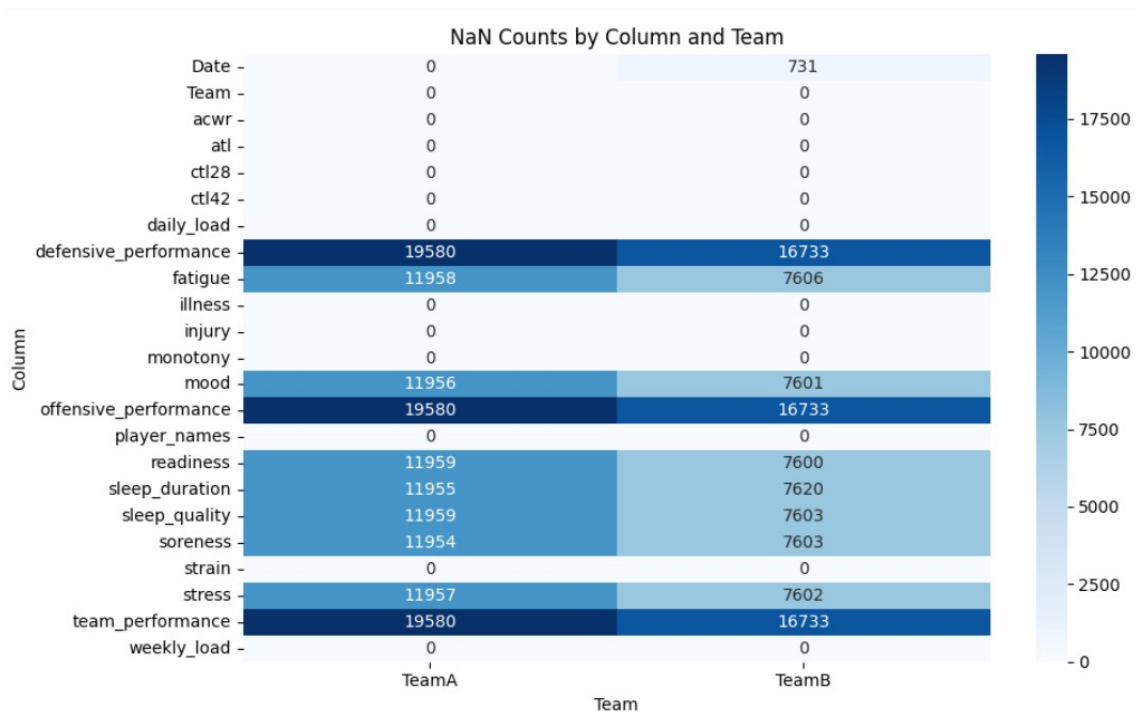 NaN Counts by Column and Team
Date 0 731
Team 0 0
acwr 0 0
atl 0 0
ctl28 0 0
ctl42 0 0
daily_load 0 0
defensive_performance 19580 16733
fatigue 11958 7606
illness 0 0
injury 0 0
monotony 0 0
mood 11956 7601
offensive_performance 19580 16733
player_names 0 0
readiness 11959 7600
sleep_duration 11955 7620
sleep_quality 11959 7603
soreness 11954 7603
strain 0 0
stress 11957 7602
team_performance 19580 16733
weekly_load 0 0
TeamA TeamB
Team
Column
17500
15000
12500
10000
7500
5000
2500
0